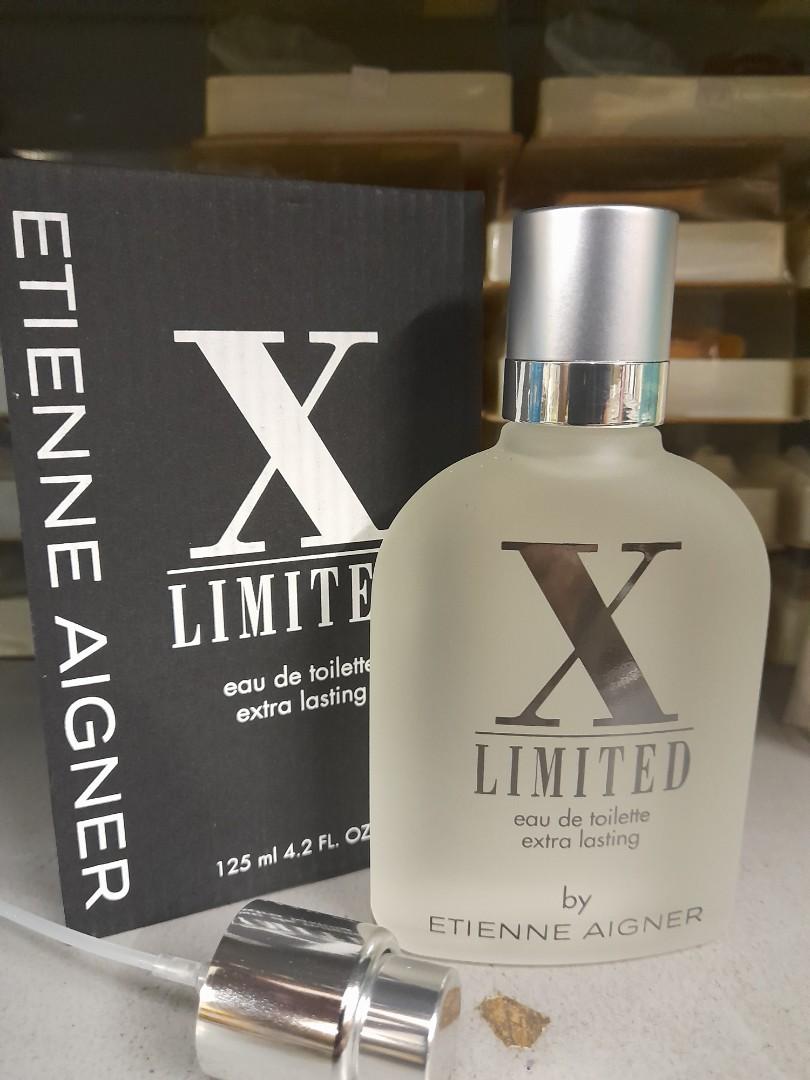 ETIENNE AIGNER
X
LIMITE
eau de toilette
extra lasting
125 ml 4.2 FL. OZ
X
LIMITED
eau de toilette
extra lasting
by
ETIENNE AIGNER